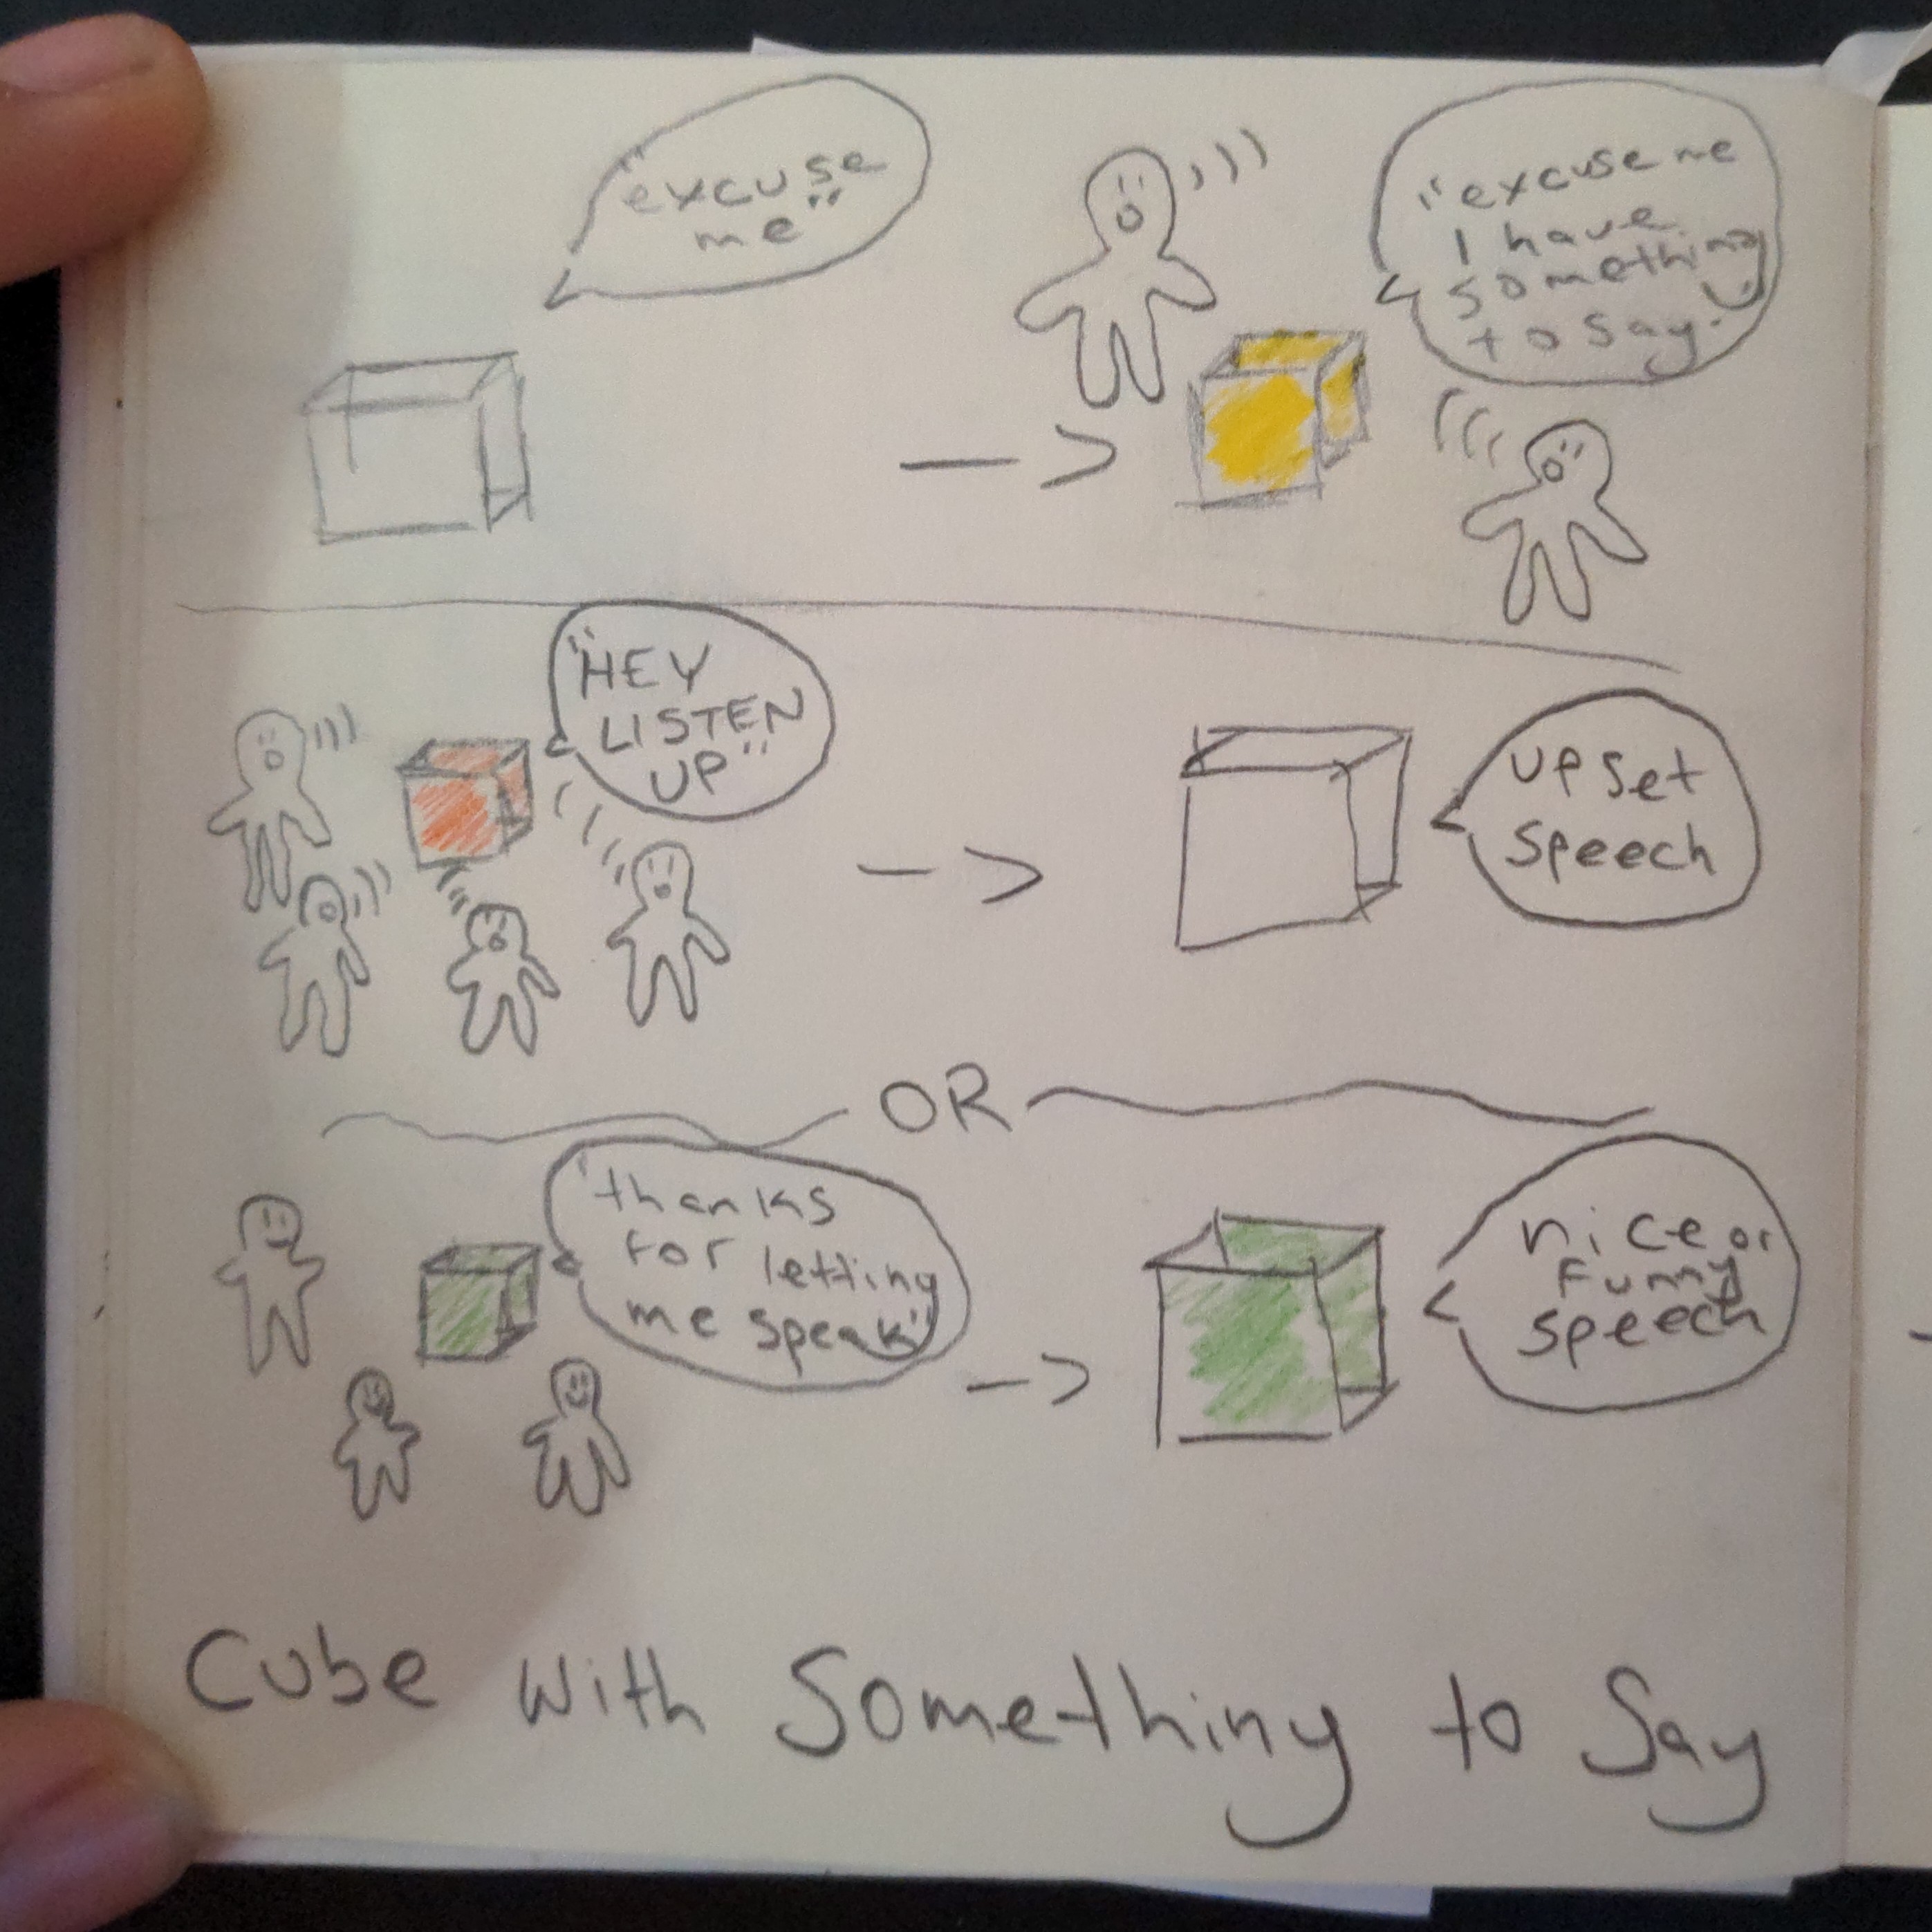 "excuse
me"
"excuse me
I have
something
to say."
"HEY
LISTEN
UP"
upset
speech
OR
"thanks
for letting
me speak"
nice or
funny
speech
Cube with Something to Say